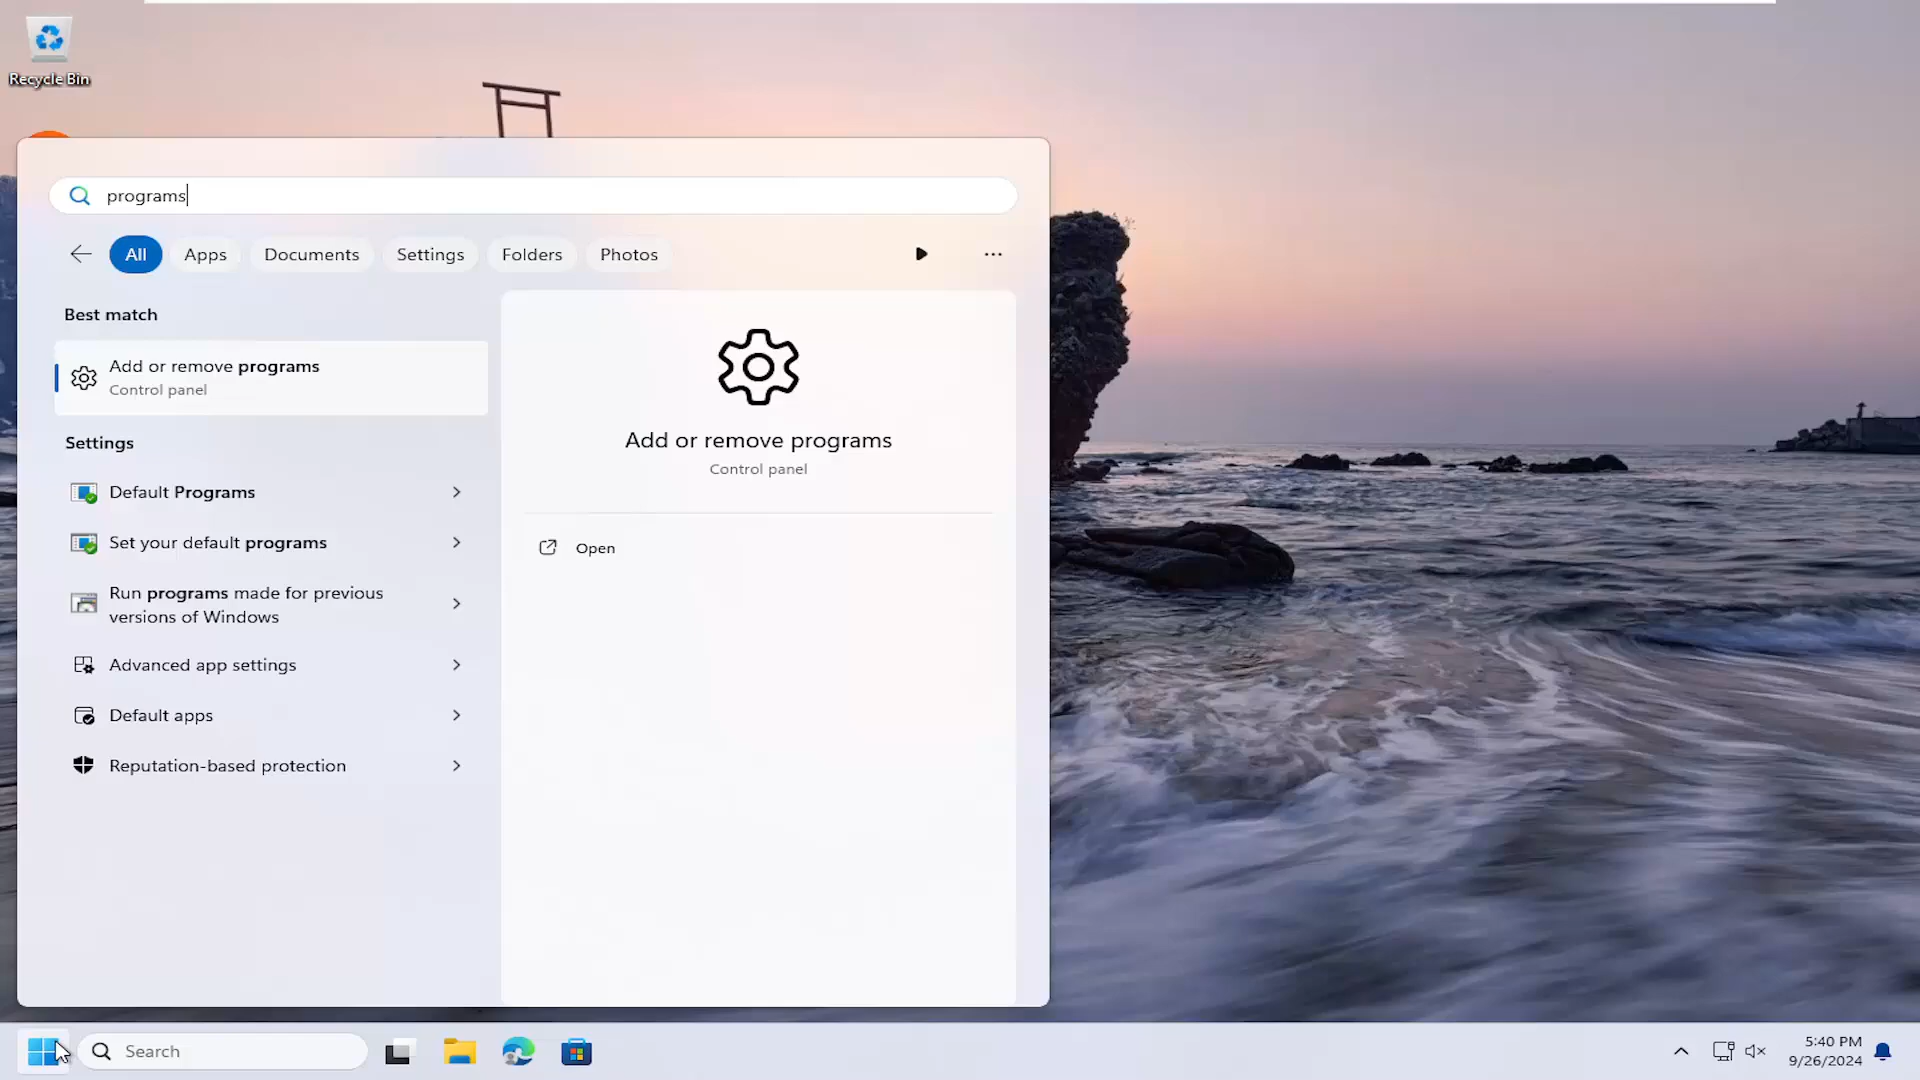 Recycle Bin
programs
All
Apps
Documents
Settings
Folders
Photos
Best match
Add or remove programs
Control panel
Settings
Default Programs
Set your default programs
Run programs made for previous
versions of Windows
Advanced app settings
Default apps
Reputation-based protection
Add or remove programs
Control panel
Open
Search
5:40 PM
9/26/2024